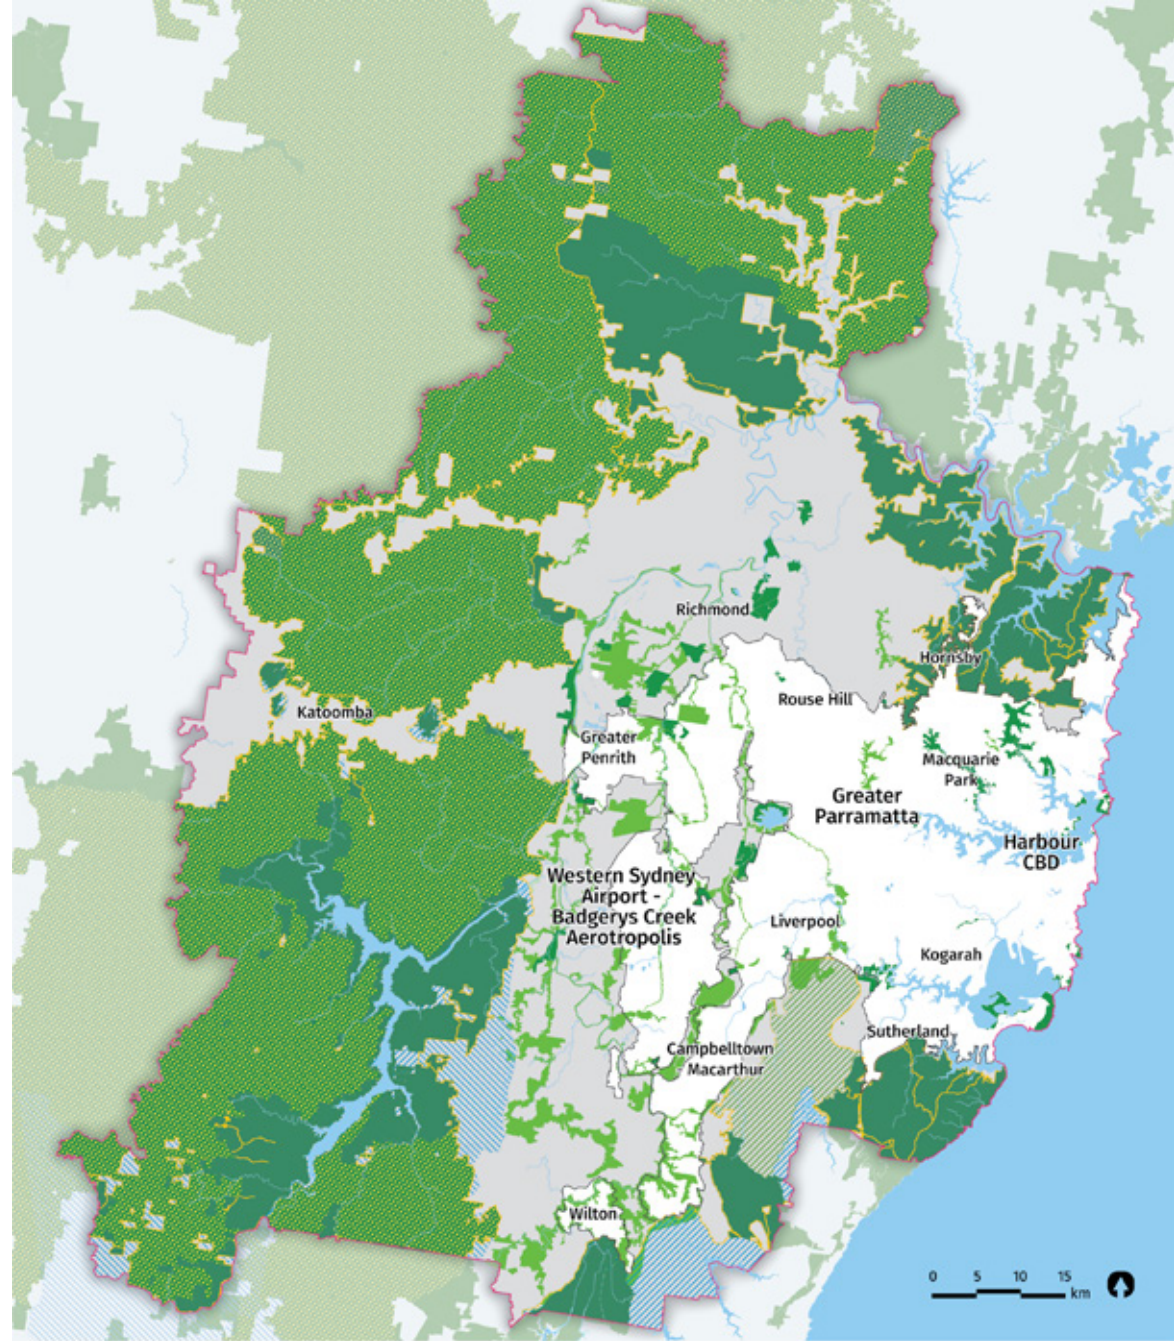 Richmond
Hornsby
Rouse Hill
Katoomba
Greater
Penrith
Macquarie
Park
Greater
Parramatta
Harbour
CBD
Western Sydney
Airport -
Badgerys Creek
Aerotropolis
Liverpool
Kogarah
Sutherland
Campbelltown
- Macarthur
Wilton
0 5 10 15
km